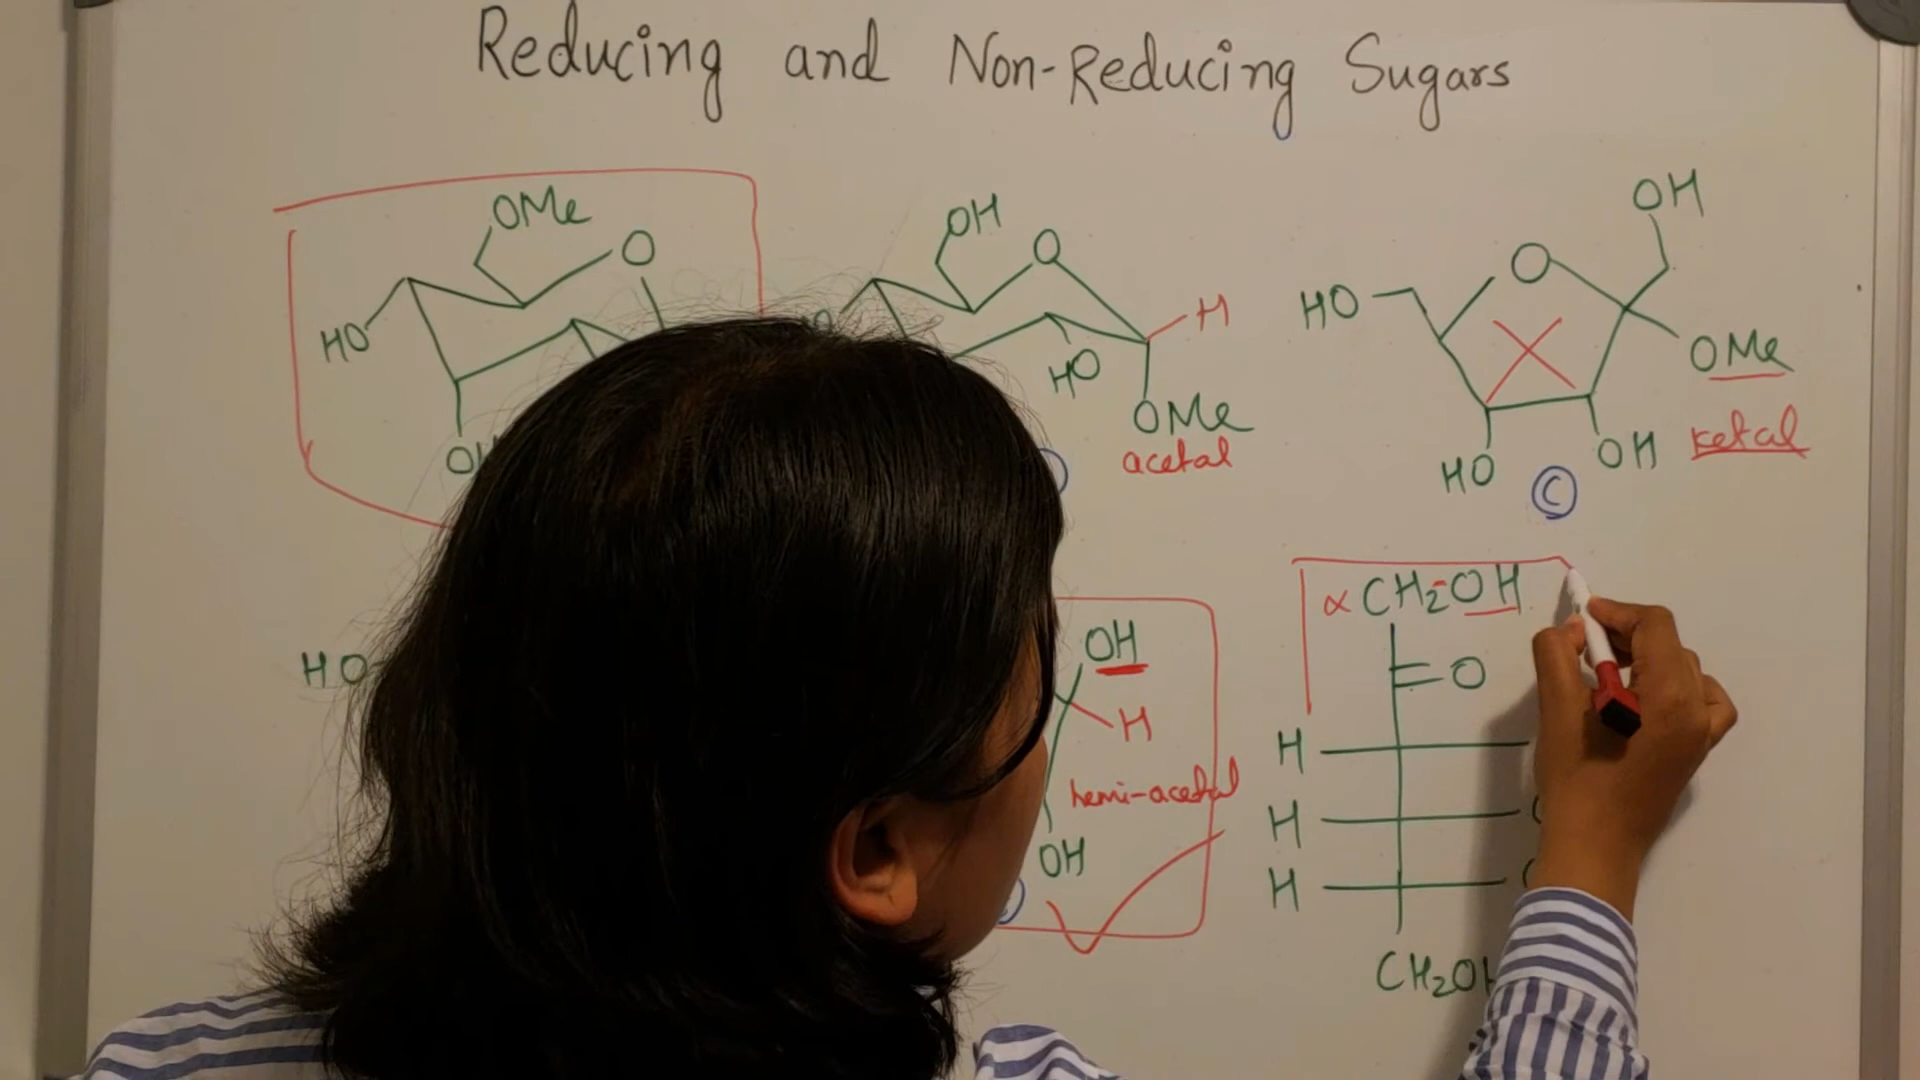 Reducing and Non-Reducing Sugars
OMe
O
HO
OH
O
H
HO
OMe
acetal
OH
HO
O
OMe
ketal
HO
OH
C
HO
OH
H
hemi-acetal
OH
α CH2-OH
O
H
H
H
CH2OH